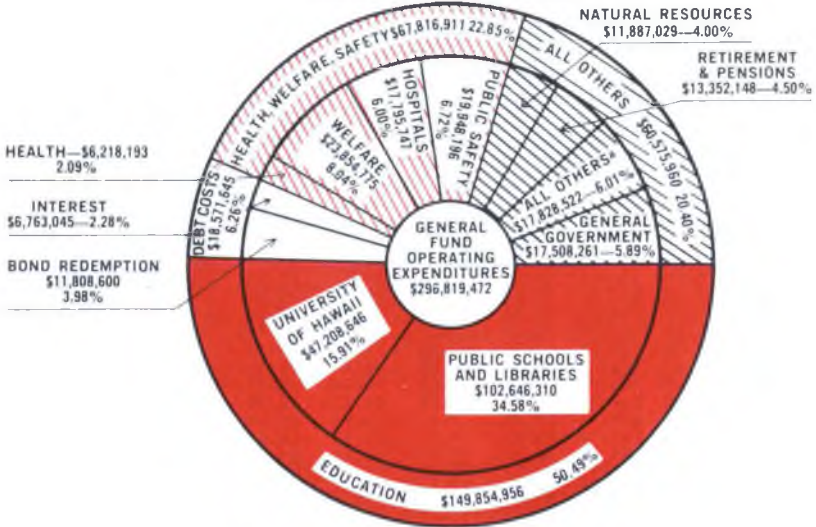 NATURAL RESOURCES
$11,887,029—4.00%
RETIREMENT
& PENSIONS
$13,352,148—4.50%
ALL OTHERS $60,575,960 20.40%
HEALTH, WELFARE, SAFETY $67,816,911 22.85%
HOSPITALS
$17,795,747
6.00%
PUBLIC SAFETY
$19,948,196
6.72%
WELFARE
$23,854,775
8.04%
HEALTH—$6,218,193
2.09%
INTEREST
$6,763,045—2.28%
BOND REDEMPTION
$11,808,600
3.98%
DEBT COSTS
$18,571,645
6.26%
ALL OTHERS*
$17,828,522—6.01%
GENERAL
GOVERNMENT
$17,508,261—5.89%
GENERAL
FUND
OPERATING
EXPENDITURES
$296,819,472
UNIVERSITY
OF HAWAII
$47,208,646
15.91%
PUBLIC SCHOOLS
AND LIBRARIES
$102,646,310
34.58%
EDUCATION $149,854,956 50.49%